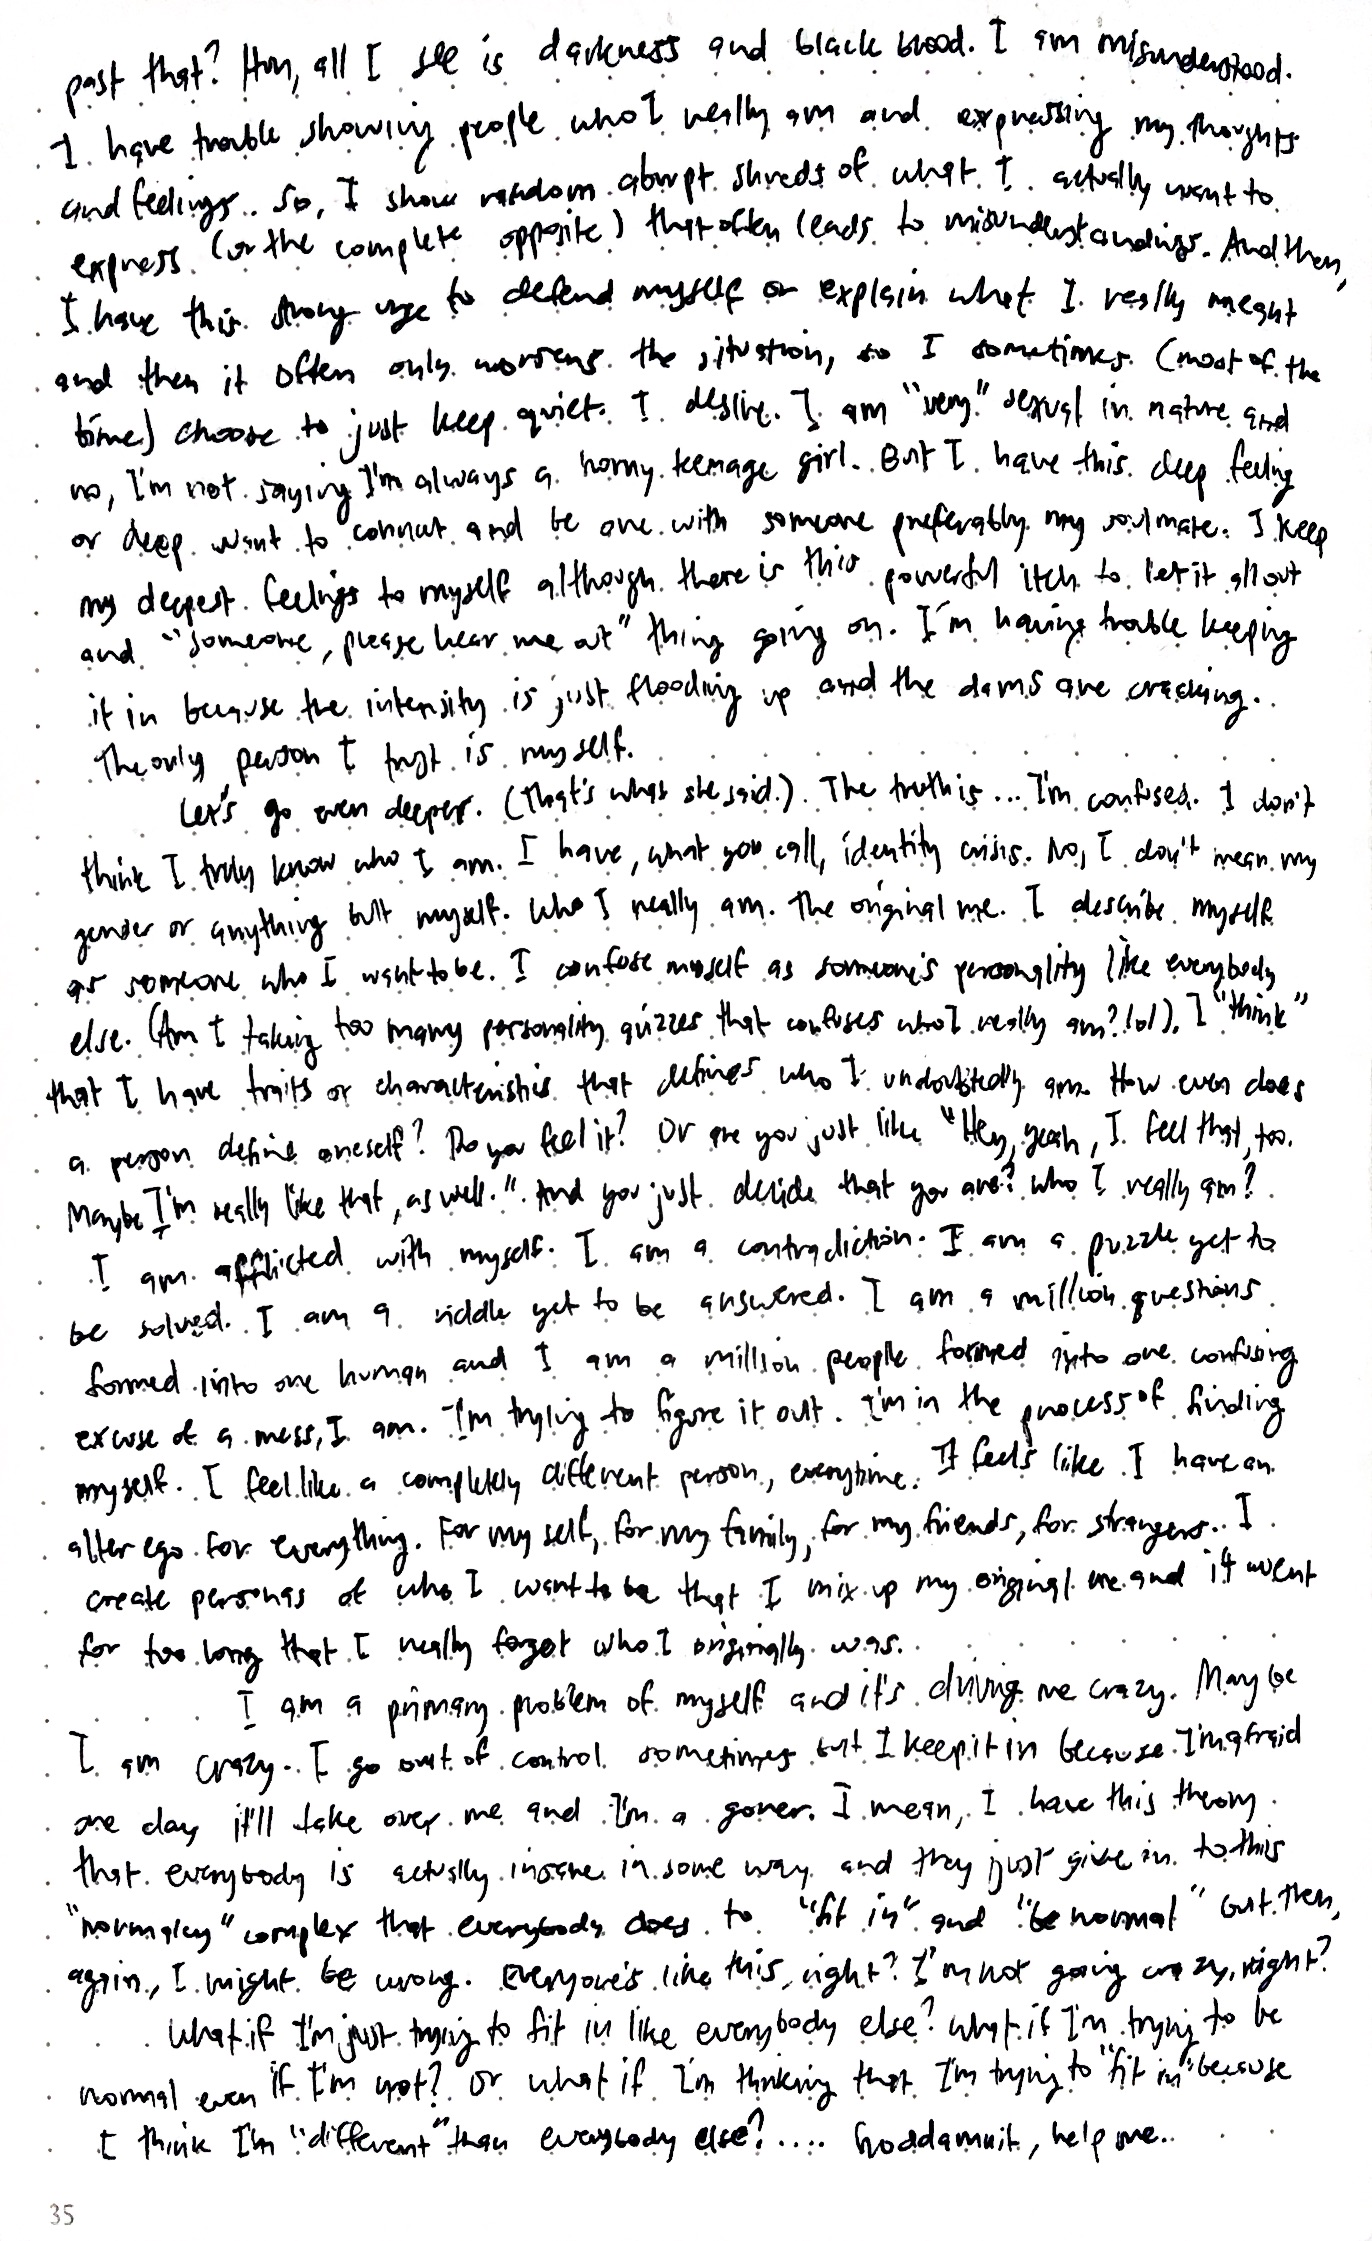 past that? Hm, all I see is darkness and black blood. I am misunderstood.
I have trouble showing people who I really am and expressing my thoughts
and feelings.. So, I show random abrupt shreds of what I actually want to
express (or the complete opposite) that often leads to misunderstandings. And then,
I have this strong urge to defend myself or explain what I really meant
and then it often only worsens the situation, so I sometimes (most of the
time) choose to just keep quiet. I desire. I am "very" sexual in nature and
no, I'm not saying I'm always a horny teenage girl. But I have this deep feeling
or deep want to connect and be one with someone preferably my soulmate. I keep
my deepest feelings to myself although there is this powerful itch to let it all out
and "someone, please hear me out" thing going on. I'm having trouble keeping
it in because the intensity is just flooding up and the dams are cracking..
The only person I trust is myself.
Let's go even deeper. (That's what she said.). The truth is... I'm confused. I don't
think I truly know who I am. I have, what you call, identity crisis. No, I don't mean my
gender or anything but myself. Who I really am. The original me. I describe myself
as someone who I want to be. I confuse myself as someone's personality like everybody
else. (Am I taking too many personality quizzes that confuses who I really am? lol). I "think"
that I have traits or characteristics that defines who I undoubtedly am. How even does
a person define oneself? Do you feel it? Or are you just like "Hey, yeah, I feel that, too.
Maybe I'm really like that, as well.". And you just decide that you are? Who I really am?
I am afflicted with myself. I am a contradiction. I am a puzzle yet to
be solved. I am a riddle yet to be answered. I am a million questions
formed into one human and I am a million people formed into one confusing
excuse of a mess, I am. I'm trying to figure it out. I'm in the process of finding
myself. I feel like a completely different person, everytime. It feels like I have an
alter ego for everything. For my self, for my family, for my friends, for strangers.. I
create personas of who I want to be that I mix up my original me and it went
for too long that I really forgot who I originally was..
I am a primary problem of myself and it's driving me crazy. Maybe
I am crazy.. I go out of control sometimes but I keep it in because I'm afraid
one day it'll take over me and I'm a goner. I mean, I have this theory
that everybody is actually insane in some way and they just give in to this
"normalcy" complex that everybody does to "fit in" and "be normal" but then,
again, I might be wrong. Everyone's like this, right? I'm not going crazy, right?
What if I'm just trying to fit in like everybody else? What if I'm trying to be
normal even if I'm not? Or what if I'm thinking that I'm trying to "fit in" because
I think I'm "different" than everybody else?.... Goddamnit, help me..
35